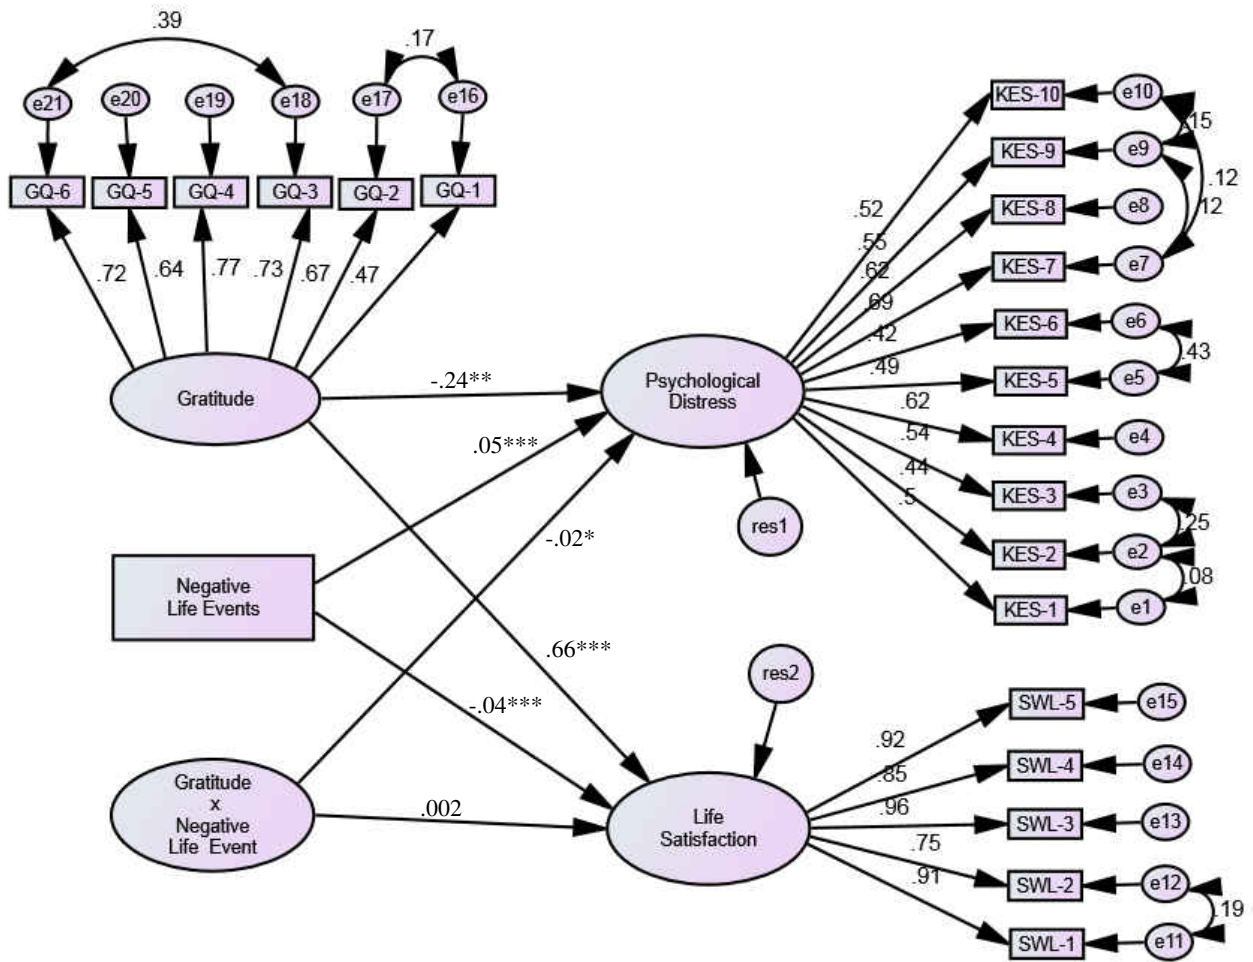 .39
.17
e21
e20
e19
e18
e17
e16
GQ-6
GQ-5
GQ-4
GQ-3
GQ-2
GQ-1
.72
.64
.77
.73
.67
.47
Gratitude
Negative
Life Events
Gratitude
x
Negative
Life Event
-.24**
.05***
-.02*
.66***
-.04***
.002
Psychological
Distress
res1
res2
Life
Satisfaction
.52
.55
.62
.69
.42
.49
.62
.54
.44
.5
KES-10
e10
KES-9
e9
KES-8
e8
KES-7
e7
KES-6
e6
KES-5
e5
KES-4
e4
KES-3
e3
KES-2
e2
KES-1
e1
.15
.12
.12
.43
.25
.08
.92
.85
.96
.75
.91
SWL-5
e15
SWL-4
e14
SWL-3
e13
SWL-2
e12
SWL-1
e11
.19